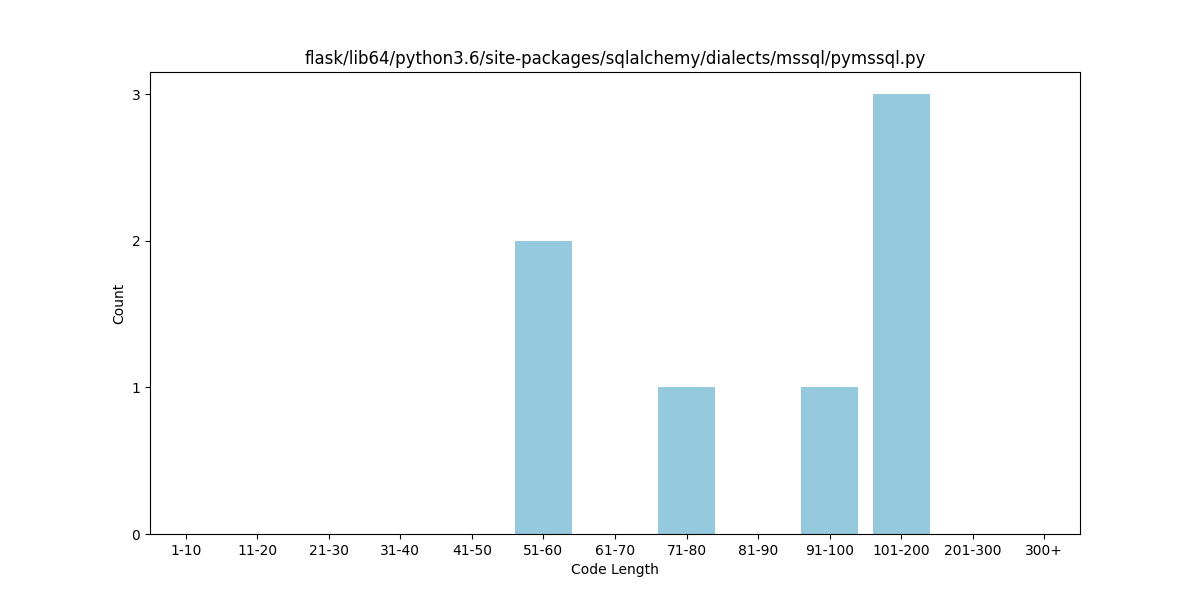 flask/lib64/python3.6/site-packages/sqlalchemy/dialects/mssql/pymssql.py
3
2
1
0
Count
1-10 11-20 21-30 31-40 41-50 51-60 61-70 71-80 81-90 91-100 101-200 201-300 300+
Code Length